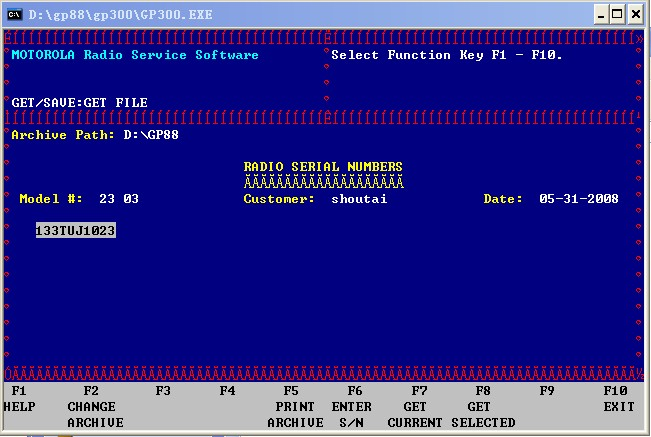 D:\gp88\gp300\GP300.EXE
MOTOROLA Radio Service Software
Select Function Key F1 - F10.
GET/SAVE:GET FILE
Archive Path: D:\GP88
RADIO SERIAL NUMBERS
Model #: 23 03 Customer: shoutai Date: 05-31-2008
133TUJ1023
F1 F2 F3 F4 F5 F6 F7 F8 F9 F10
HELP CHANGE PRINT ENTER GET GET EXIT
ARCHIVE ARCHIVE S/N CURRENT SELECTED